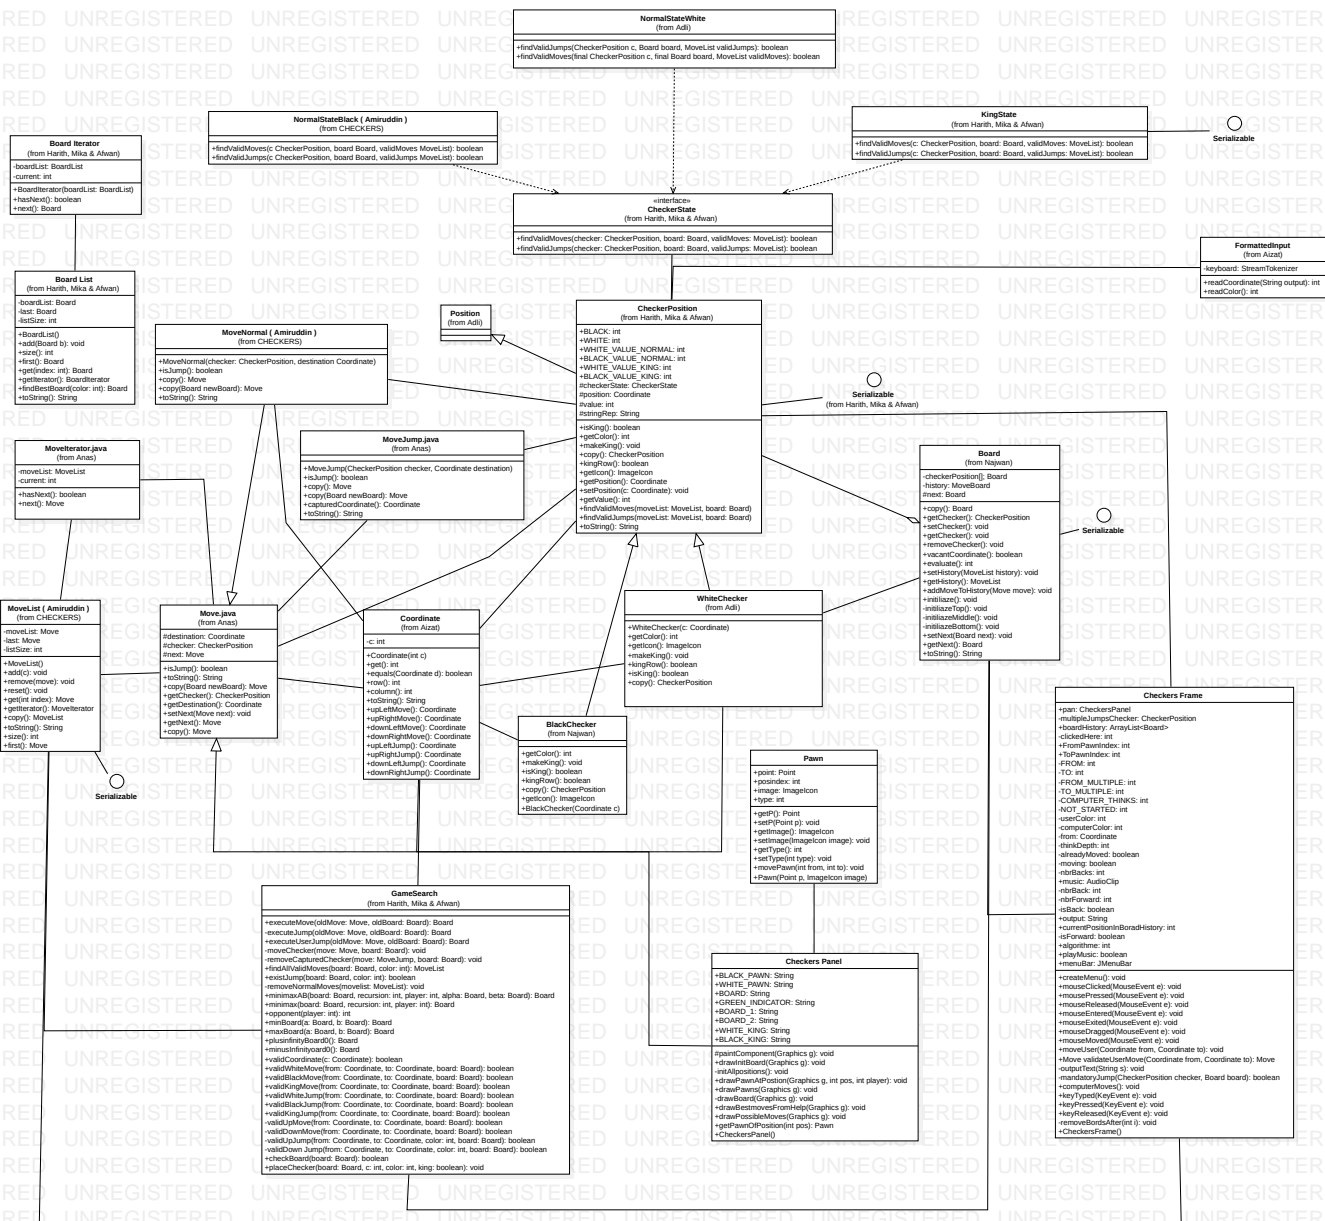 NormalStateWhite
(from Adli)
+findValidJumps(CheckerPosition c, Board board, MoveList validJumps): boolean
+findValidMoves(final CheckerPosition c, final Board board, MoveList validMoves): boolean
NormalStateBlack ( Amiruddin )
(from CHECKERS)
+findValidMoves(c CheckerPosition, board Board, validMoves MoveList): boolean
+findValidJumps(c CheckerPosition, board Board, validJumps MoveList): boolean
KingState
(from Harith, Mika & Afwan)
+findValidMoves(c: CheckerPosition, board: Board, validMoves: MoveList): boolean
+findValidJumps(c: CheckerPosition, board: Board, validJumps: MoveList): boolean
Serializable
Board Iterator
(from Harith, Mika & Afwan)
-boardList: BoardList
-current: int
+BoardIterator(boardList: BoardList)
+hasNext(): boolean
+next(): Board
«interface»
CheckerState
(from Harith, Mika & Afwan)
+findValidMoves(checker: CheckerPosition, board: Board, validMoves: MoveList): boolean
+findValidJumps(checker: CheckerPosition, board: Board, validJumps: MoveList): boolean
FormattedInput
(from Aizat)
-keyboard: StreamTokenizer
+readCoordinate(String output): int
+readColor(): int
Board List
(from Harith, Mika & Afwan)
-boardList: Board
-last: Board
-listSize: int
+BoardList()
+add(Board b): void
+size(): int
+first(): Board
+get(index: int): Board
+getIterator(): BoardIterator
+findBestBoard(color: int): Board
+toString(): String
MoveNormal ( Amiruddin )
(from CHECKERS)
+MoveNormal(checker: CheckerPosition, destination Coordinate)
+isJump(): boolean
+copy(): Move
+copy(Board newBoard): Move
+toString(): String
Position
(from Adli)
CheckerPosition
(from Harith, Mika & Afwan)
+BLACK: int
+WHITE: int
+WHITE_VALUE_NORMAL: int
+BLACK_VALUE_NORMAL: int
+WHITE_VALUE_KING: int
+BLACK_VALUE_KING: int
#checkerState: CheckerState
#position: Coordinate
#value: int
#stringRep: String
+isKing(): boolean
+getColor(): int
+makeKing(): void
+copy(): CheckerPosition
+kingRow(): boolean
+getIcon(): ImageIcon
+getPosition(): Coordinate
+setPosition(c: Coordinate): void
+getValue(): int
+findValidMoves(moveList: MoveList, board: Board)
+findValidJumps(moveList: MoveList, board: Board)
+toString(): String
Serializable
(from Harith, Mika & Afwan)
MoveIterator.java
(from Anas)
-moveList: MoveList
-current: int
+hasNext(): boolean
+next(): Move
MoveJump.java
(from Anas)
+MoveJump(CheckerPosition checker, Coordinate destination)
+isJump(): boolean
+copy(): Move
+copy(Board newBoard): Move
+capturedCoordinate(): Coordinate
+toString(): String
Board
(from Najwan)
-checkerPosition[]; Board
-history: MoveBoard
#next: Board
+copy(): Board
+getChecker(): CheckerPosition
+setChecker(): void
+getChecker(): void
+removeChecker(): void
+vacantCoordinate(): boolean
+evaluate(): int
+setHistory(MoveList history): void
+getHistory(): MoveList
+addMoveToHistory(Move move): void
+initiliaze(): void
-initiliazeTop(): void
-initiliazeMiddle(): void
-initiliazeBottom(): void
+setNext(Board next): void
+getNext(): Board
+toString(): String
Serializable
MoveList ( Amiruddin )
(from CHECKERS)
-moveList: Move
-last: Move
-listSize: int
+MoveList()
+add(c): void
+remove(move): void
+reset(): void
+get(int index): Move
+getIterator(): MoveIterator
+copy(): MoveList
+toString(): String
+size(): int
+first(): Move
Serializable
Move.java
(from Anas)
#destination: Coordinate
#checker: CheckerPosition
#next: Move
+isJump(): boolean
+toString(): String
+copy(Board newBoard): Move
+getChecker(): CheckerPosition
+getDestination(): Coordinate
+setNext(Move next): void
+getNext(): Move
+copy(): Move
Coordinate
(from Aizat)
-c: int
+Coordinate(int c)
+get(): int
+equals(Coordinate d): boolean
+row(): int
+column(): int
+toString(): String
+upLeftMove(): Coordinate
+upRightMove(): Coordinate
+downLeftMove(): Coordinate
+downRightMove(): Coordinate
+upLeftJump(): Coordinate
+upRightJump(): Coordinate
+downLeftJump(): Coordinate
+downRightJump(): Coordinate
WhiteChecker
(from Adli)
+WhiteChecker(c: Coordinate)
+getColor(): int
+getIcon(): ImageIcon
+makeKing(): void
+kingRow(): boolean
+isKing(): boolean
+copy(): CheckerPosition
BlackChecker
(from Najwan)
+getColor(): int
+makeKing(): void
+isKing(): boolean
+kingRow(): boolean
+copy(): CheckerPosition
+getIcon(): ImageIcon
+BlackChecker(Coordinate c)
Pawn
+point: Point
+posindex: int
+image: ImageIcon
+type: int
+getP(): Point
+setP(Point p): void
+getImage(): ImageIcon
+setImage(ImageIcon image): void
+getType(): int
+setType(int type): void
+movePawn(int from, int to): void
+Pawn(Point p, ImageIcon image)
Checkers Frame
+pan: CheckersPanel
-multipleJumpsChecker: CheckerPosition
+boardHistory: ArrayList<Board>
-clickedHere: int
+FromPawnIndex: int
+ToPawnIndex: int
-FROM: int
-TO: int
-FROM_MULTIPLE: int
-TO_MULTIPLE: int
-COMPUTER_THINKS: int
-NOT_STARTED: int
-userColor: int
-computerColor: int
-from: Coordinate
-thinkDepth: int
-alreadyMoved: boolean
-moving: boolean
-nbrBacks: int
+music: AudioClip
-nbrBack: int
-nbrForward: int
-isBack: boolean
+output: String
+currentPositionInBoradHistory: int
-isForward: boolean
+algorithme: int
+playMusic: boolean
-menuBar: JMenuBar
+createMenu(): void
+mouseClicked(MouseEvent e): void
+mousePressed(MouseEvent e): void
+mouseReleased(MouseEvent e): void
+mouseEntered(MouseEvent e): void
+mouseExited(MouseEvent e): void
+mouseDragged(MouseEvent e): void
+mouseMoved(MouseEvent e): void
+moveUser(Coordinate from, Coordinate to): void
+Move validateUserMove(Coordinate from, Coordinate to): Move
-outputText(String s): void
-mandatoryJump(CheckerPosition checker, Board board): boolean
+computerMoves(): void
+keyTyped(KeyEvent e): void
+keyPressed(KeyEvent e): void
+keyReleased(KeyEvent e): void
-removeBordsAfter(int i): void
+CheckersFrame()
GameSearch
(from Harith, Mika & Afwan)
+executeMove(oldMove: Move, oldBoard: Board): Board
-executeJump(oldMove: Move, oldBoard: Board): Board
+executeUserJump(oldMove: Move, oldBoard: Board): Board
-moveChecker(move: Move, board: Board): void
-removeCapturedChecker(move: MoveJump, board: Board): void
+findAllValidMoves(board: Board, color: int): MoveList
+existJump(board: Board, color: int): boolean
-removeNormalMoves(movelist: MoveList): void
+minimaxAB(board: Board, recursion: int, player: int, alpha: Board, beta: Board): Board
+minimax(board: Board, recursion: int, player: int): Board
+opponent(player: int): int
+minBoard(a: Board, b: Board): Board
+maxBoard(a: Board, b: Board): Board
+plusinfinityBoard(): Board
+minusInfinityoard(): Board
+validCoordinate(c: Coordinate): boolean
+validWhiteMove(from: Coordinate, to: Coordinate, board: Board): boolean
+validBlackMove(from: Coordinate, to: Coordinate, board: Board): boolean
+validKingMove(from: Coordinate, to: Coordinate, board: Board): boolean
+validWhiteJump(from: Coordinate, to: Coordinate, board: Board): boolean
+validBlackJump(from: Coordinate, to: Coordinate, board: Board): boolean
+validKingJump(from: Coordinate, to: Coordinate, board: Board): boolean
-validUpMove(from: Coordinate, to: Coordinate, board: Board): boolean
-validDownMove(from: Coordinate, to: Coordinate, board: Board): boolean
-validUpJump(from: Coordinate, to: Coordinate, color: int, board: Board): boolean
-validDown Jump(from: Coordinate, to: Coordinate, color: int, board: Board): boolean
+checkBoard(board: Board): boolean
+placeChecker(board: Board, c: int, color: int, king: boolean): void
Checkers Panel
+BLACK_PAWN: String
+WHITE_PAWN: String
+BOARD: String
+GREEN_INDICATOR: String
+BOARD_1: String
+BOARD_2: String
+WHITE_KING: String
+BLACK_KING: String
#paintComponent(Graphics g): void
+drawInitBoard(Graphics g): void
-initAllpositions(): void
+drawPawnAtPostion(Graphics g, int pos, int player): void
+drawPawns(Graphics g): void
-drawBoard(Graphics g): void
+drawBestmovesFromHelp(Graphics g): void
+drawPossibleMoves(Graphics g): void
+getPawnOfPosition(int pos): Pawn
+CheckersPanel()